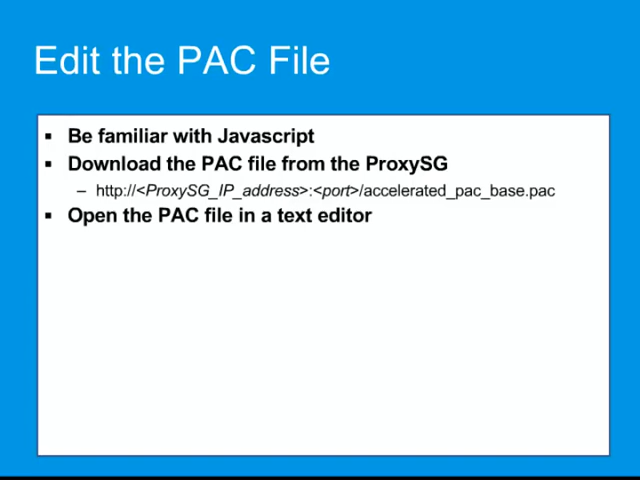 Edit the PAC File
▪ Be familiar with Javascript
▪ Download the PAC file from the ProxySG
– http://<ProxySG_IP_address>:<port>/accelerated_pac_base.pac
▪ Open the PAC file in a text editor